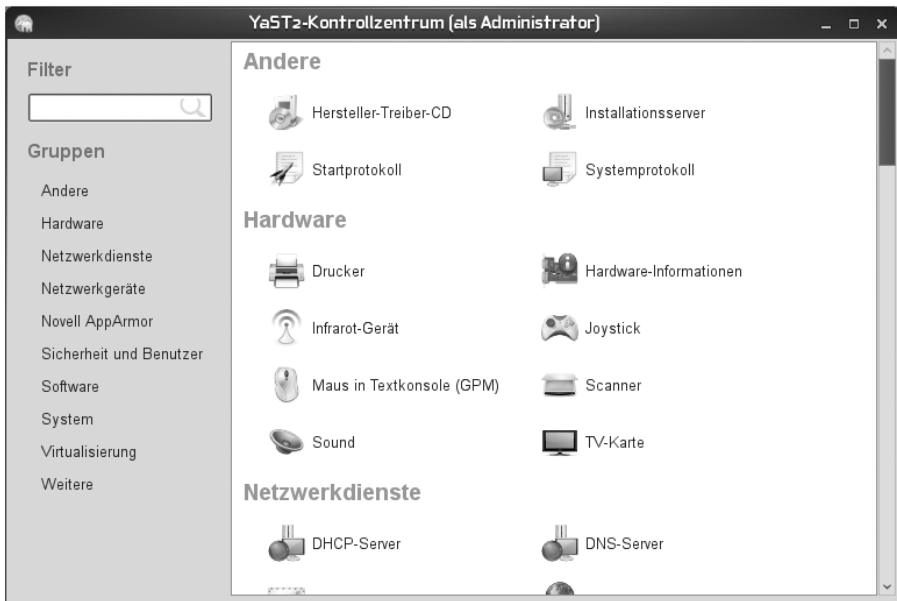 YaST2-Kontrollzentrum (als Administrator)
Filter
Gruppen
Andere
Hardware
Netzwerkdienste
Netzwerkgeräte
Novell AppArmor
Sicherheit und Benutzer
Software
System
Virtualisierung
Weitere
Andere
Hersteller-Treiber-CD
Installationsserver
Startprotokoll
Systemprotokoll
Hardware
Drucker
Hardware-Informationen
Infrarot-Gerät
Joystick
Maus in Textkonsole (GPM)
Scanner
Sound
TV-Karte
Netzwerkdienste
DHCP-Server
DNS-Server